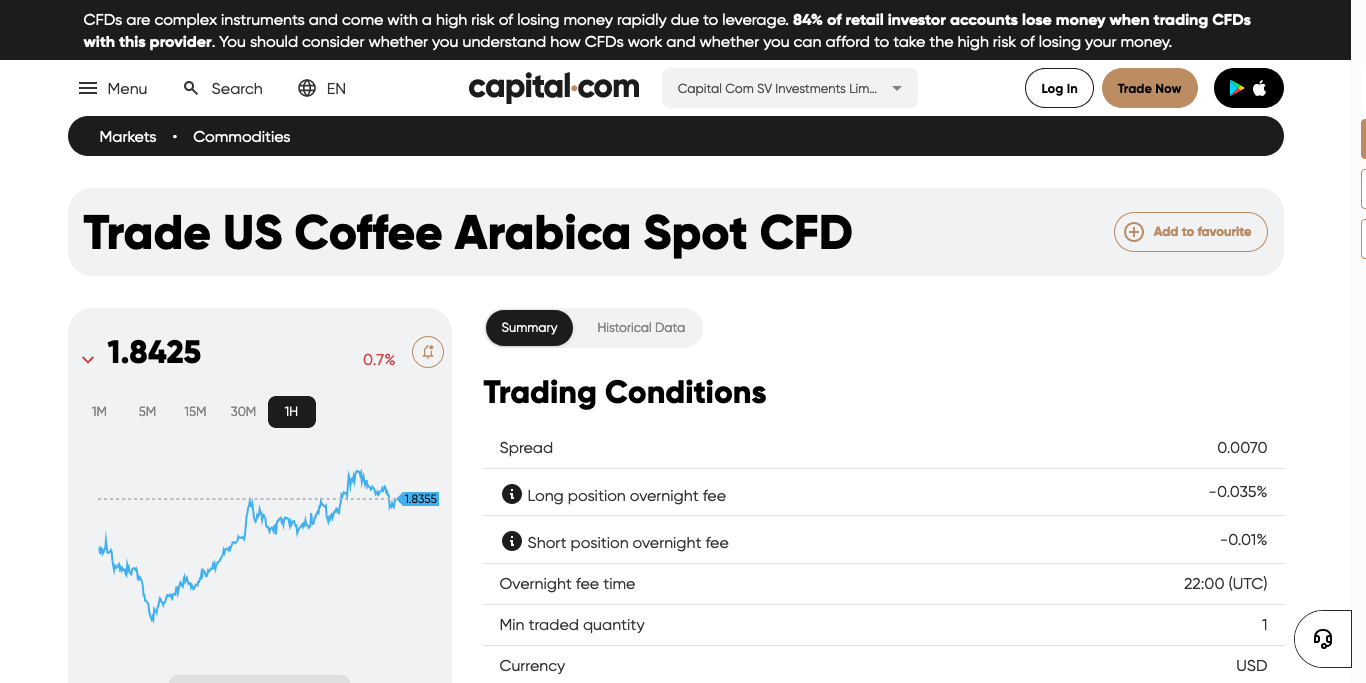 CFDs are complex instruments and come with a high risk of losing money rapidly due to leverage. 84% of retail investor accounts lose money when trading CFDs
with this provider. You should consider whether you understand how CFDs work and whether you can afford to take the high risk of losing your money.
Menu Search EN capital.com Capital Com SV Investments Lim... Log In Trade Now
Markets • Commodities
Trade US Coffee Arabica Spot CFD Add to favourite
Summary Historical Data
1.8425 0.7%
Trading Conditions
1M 5M 15M 30M 1H
Spread 0.0070
1.8355
Long position overnight fee -0.035%
Short position overnight fee -0.01%
Overnight fee time 22:00 (UTC)
Min traded quantity 1
Currency USD